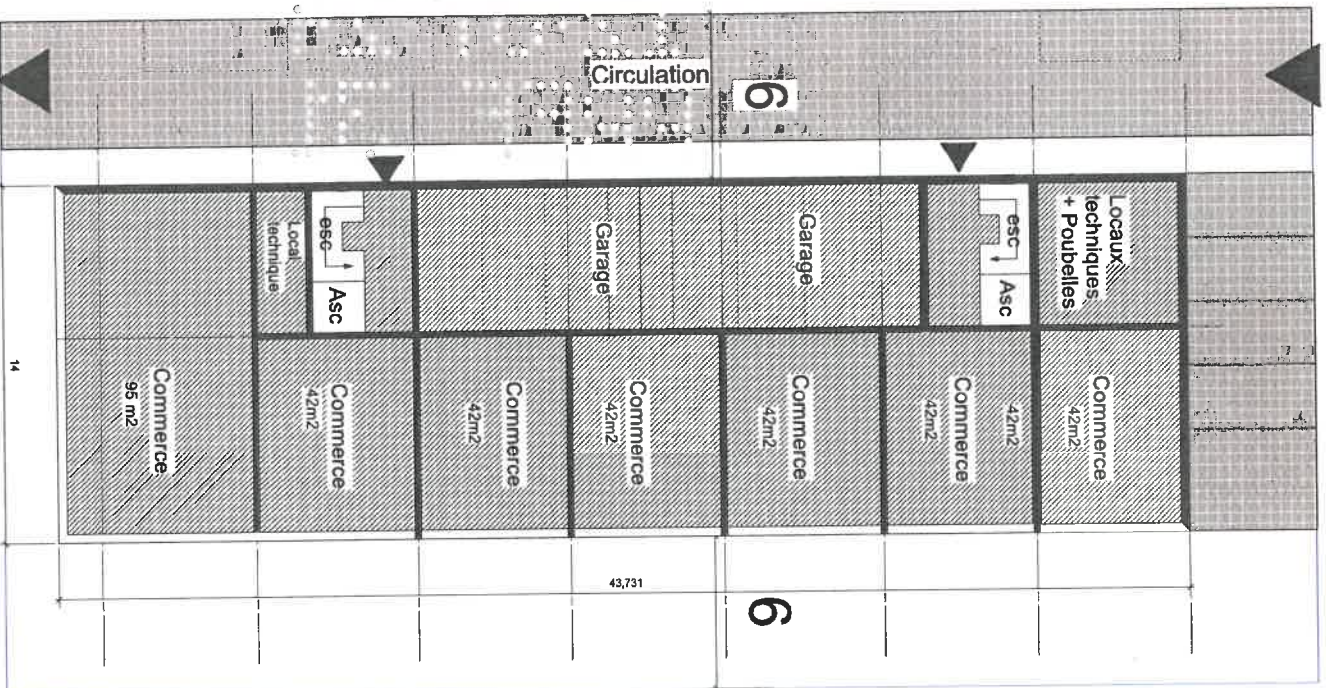 Circulation
6
Locaux
techniques
+ Poubelles
esc
Asc
Garage
Garage
esc
Asc
Local
technique
Commerce
42m2
42m2
Commerce
42m2
Commerce
42m2
Commerce
42m2
Commerce
42m2
Commerce
42m2
Commerce
95 m2
14
43,731
6